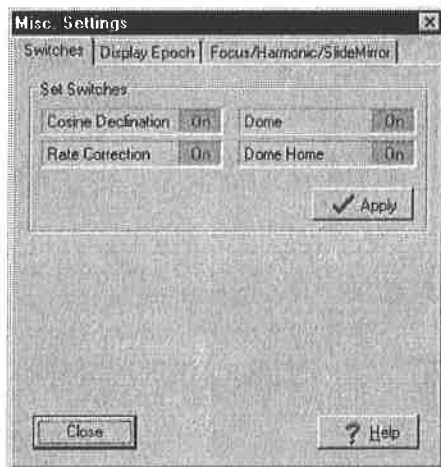 Misc. Settings
Switches Display Epoch Focus/Harmonic/SlideMirror
Set Switches
Cosine Declination On Dome On
Rate Correction On Dome Home On
Apply
Close ? Help